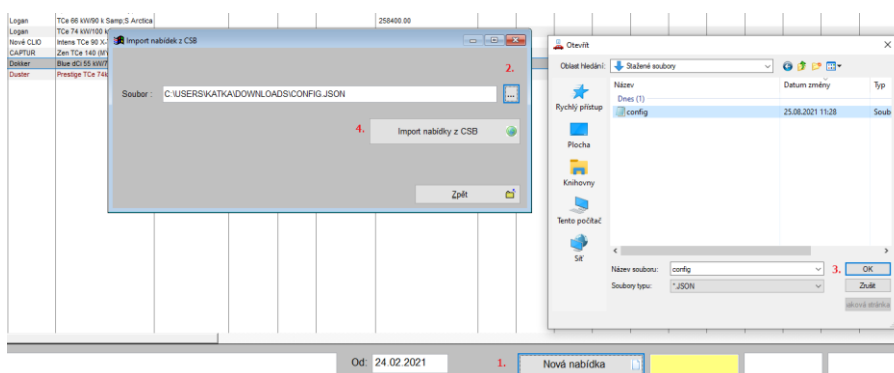 Logan TCe 66 kW/90 k Samp;S Arctica 258400.00
Logan TCe 74 kW/100 k
Nové CLIO Intens TCe 90 X-
CAPTUR Zen TCe 140 (MY
Dokker Blue dCi 55 kW/7
Duster Prestige TCe 74k
Import nabídek z CSB
2.
Soubor : C:\USERS\KATKA\DOWNLOADS\CONFIG.JSON ...
4. Import nabídky z CSB
Zpět
Otevřít
Oblast hledání: Stažené soubory
Název Datum změny Typ
Dnes (1)
config 25.08.2021 11:28 Soub
Rychlý přístup
Plocha
Knihovny
Tento počítač
Síť
Název souboru: config 3. OK
Soubory typu: *.JSON Zrušit
Od: 24.02.2021 1. Nová nabídka